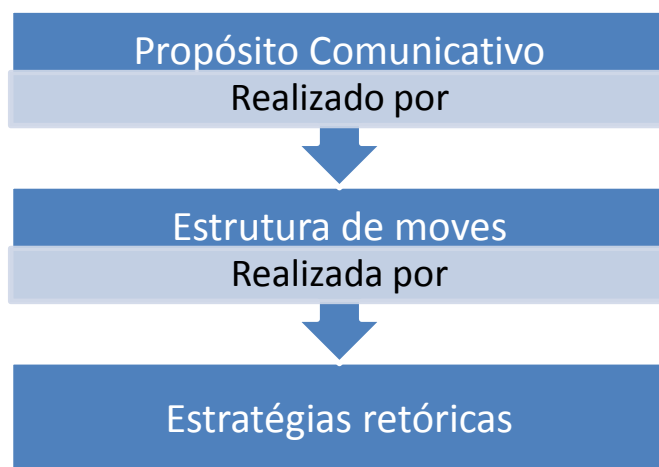 Propósito Comunicativo
Realizado por
Estrutura de moves
Realizada por
Estratégias retóricas